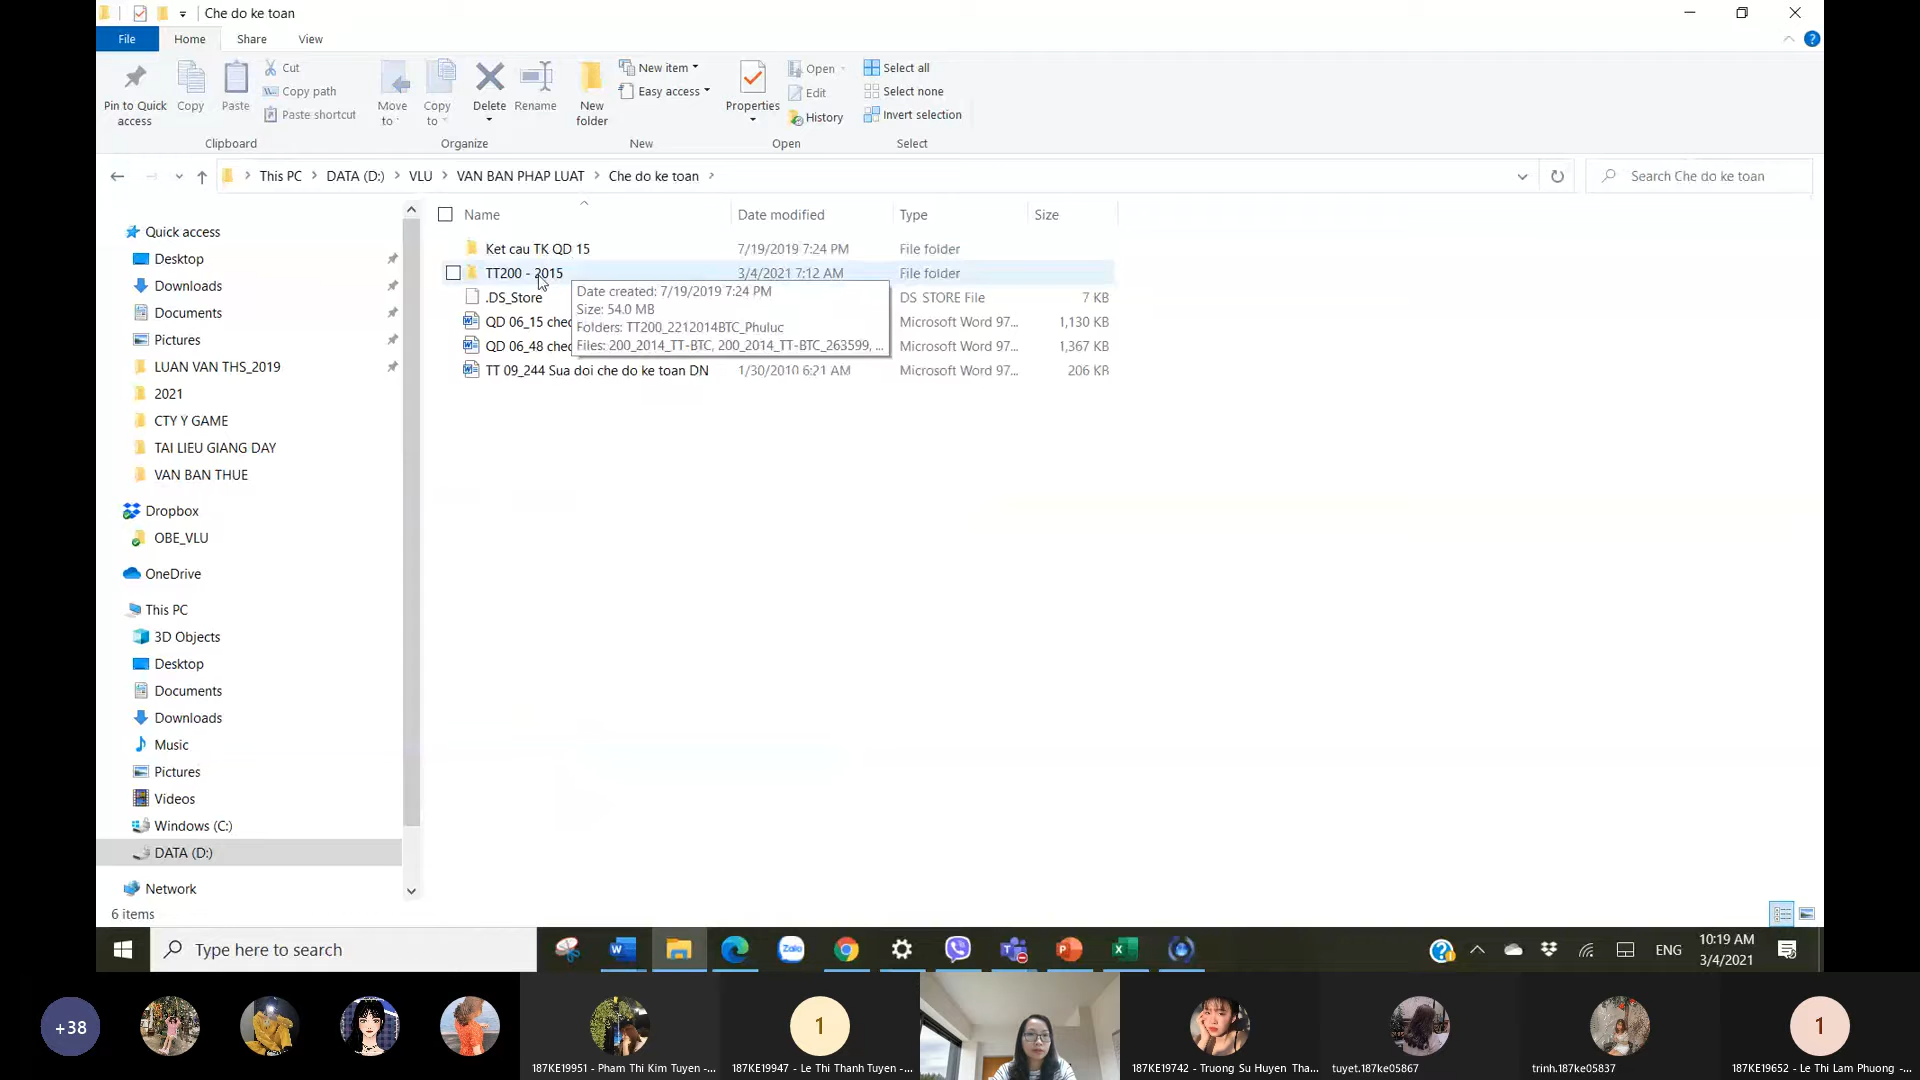 Che do ke toan
File Home Share View
Pin to Quick access
Copy
Paste
Cut
Copy path
Paste shortcut
Clipboard
Move to
Copy to
Delete
Rename
Organize
New folder
New item
Easy access
New
Properties
Open
Edit
History
Open
Select all
Select none
Invert selection
Select
This PC > DATA (D:) > VLU > VAN BAN PHAP LUAT > Che do ke toan >
Search Che do ke toan
Quick access
Desktop
Downloads
Documents
Pictures
LUAN VAN THS_2019
2021
CTY Y GAME
TAI LIEU GIANG DAY
VAN BAN THUE
Dropbox
OBE_VLU
OneDrive
This PC
3D Objects
Desktop
Documents
Downloads
Music
Pictures
Videos
Windows (C:)
DATA (D:)
Network
6 items
Name Date modified Type Size
Ket cau TK QD 15 7/19/2019 7:24 PM File folder
TT200 - 2015 3/4/2021 7:12 AM File folder
.DS_Store DS_STORE File 7 KB
QD 06_15 chec Microsoft Word 97... 1,130 KB
QD 06_48 chec Microsoft Word 97... 1,367 KB
TT 09_244 Sua doi che do ke toan DN 1/30/2010 6:21 AM Microsoft Word 97... 206 KB
Date created: 7/19/2019 7:24 PM
Size: 54.0 MB
Folders: TT200_2212014BTC_Phuluc
Files: 200_2014_TT-BTC, 200_2014_TT-BTC_263599, ...
Type here to search
Zalo
ENG
10:19 AM
3/4/2021
+38
1
1
187KE19951 - Pham Thi Kim Tuyen -...
187KE19947 - Le Thi Thanh Tuyen -...
187KE19742 - Truong Su Huyen Tha...
tuyet.187ke05867
trinh.187ke05837
187KE19652 - Le Thi Lam Phuong -...